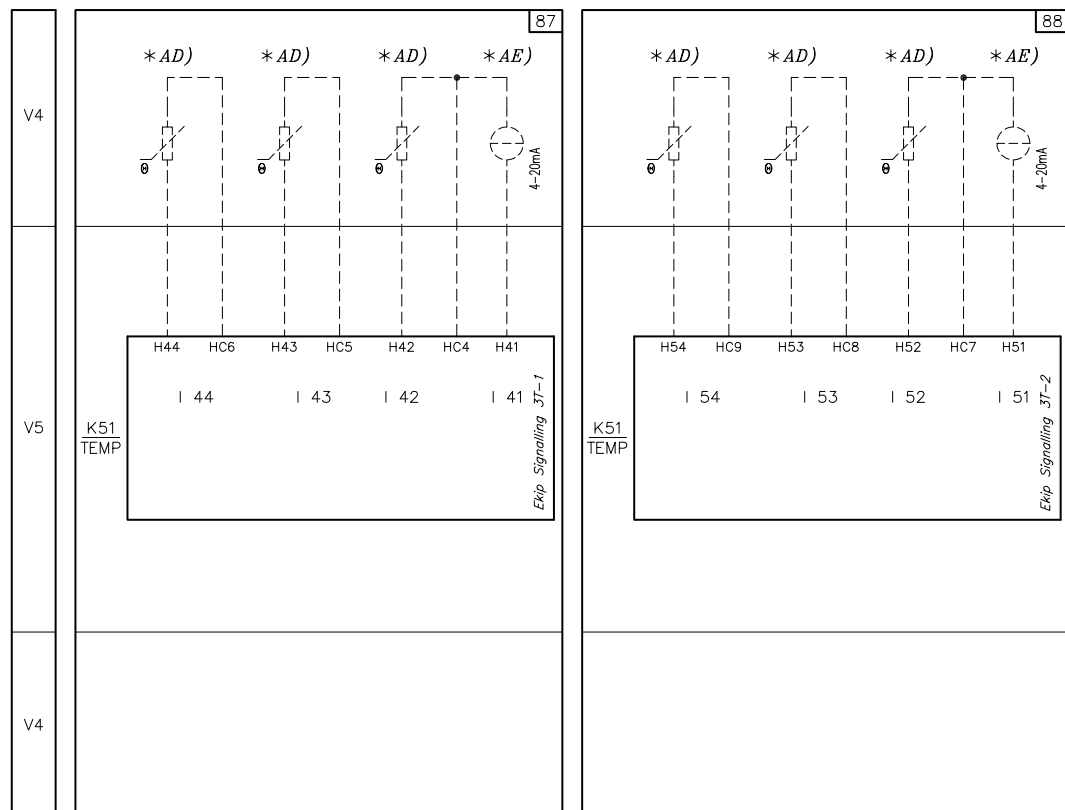 87
88
V4
* AD) * AD) * AD) * AE)
* AD) * AD) * AD) * AE)
θ θ θ 4-20mA
θ θ θ 4-20mA
V5
K51
TEMP
H44 HC6 H43 HC5 H42 HC4 H41
I 44 I 43 I 42 I 41
Ekip Signalling 3T-1
K51
TEMP
H54 HC9 H53 HC8 H52 HC7 H51
I 54 I 53 I 52 I 51
Ekip Signalling 3T-2
V4